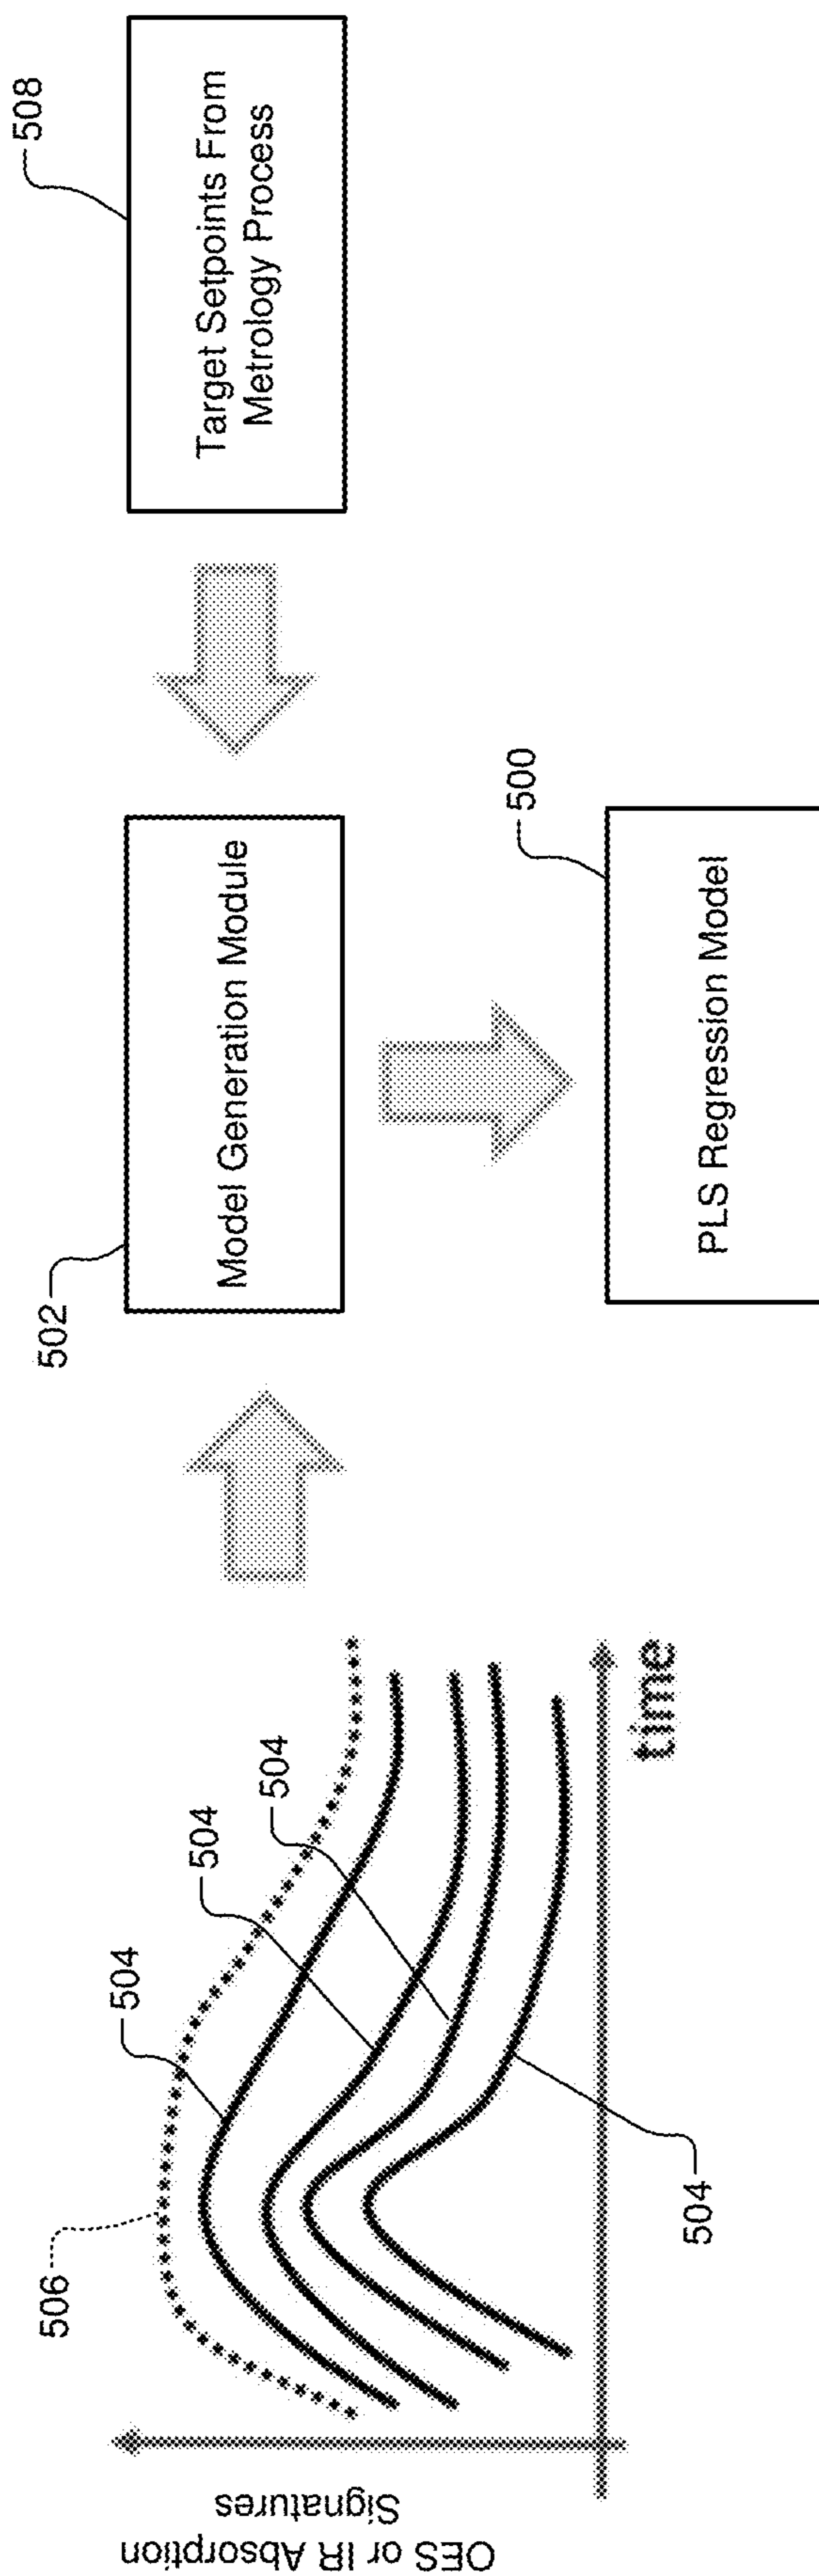 OES or IR Absorption
Signatures
506
504
504
504
504
time
502
Model Generation Module
508
Target Setpoints From
Metrology Process
500
PLS Regression Model